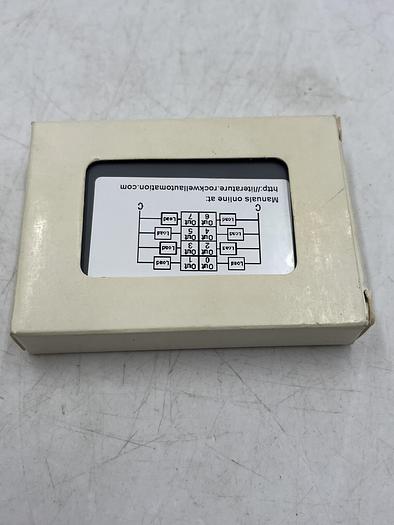 Load Out 1 Out 0 Load
Load Out 3 Out 2 Load
Load Out 5 Out 4 Load
Load Out 7 Out 6 Load
C C
Manuals online at:
http://literature.rockwellautomation.com